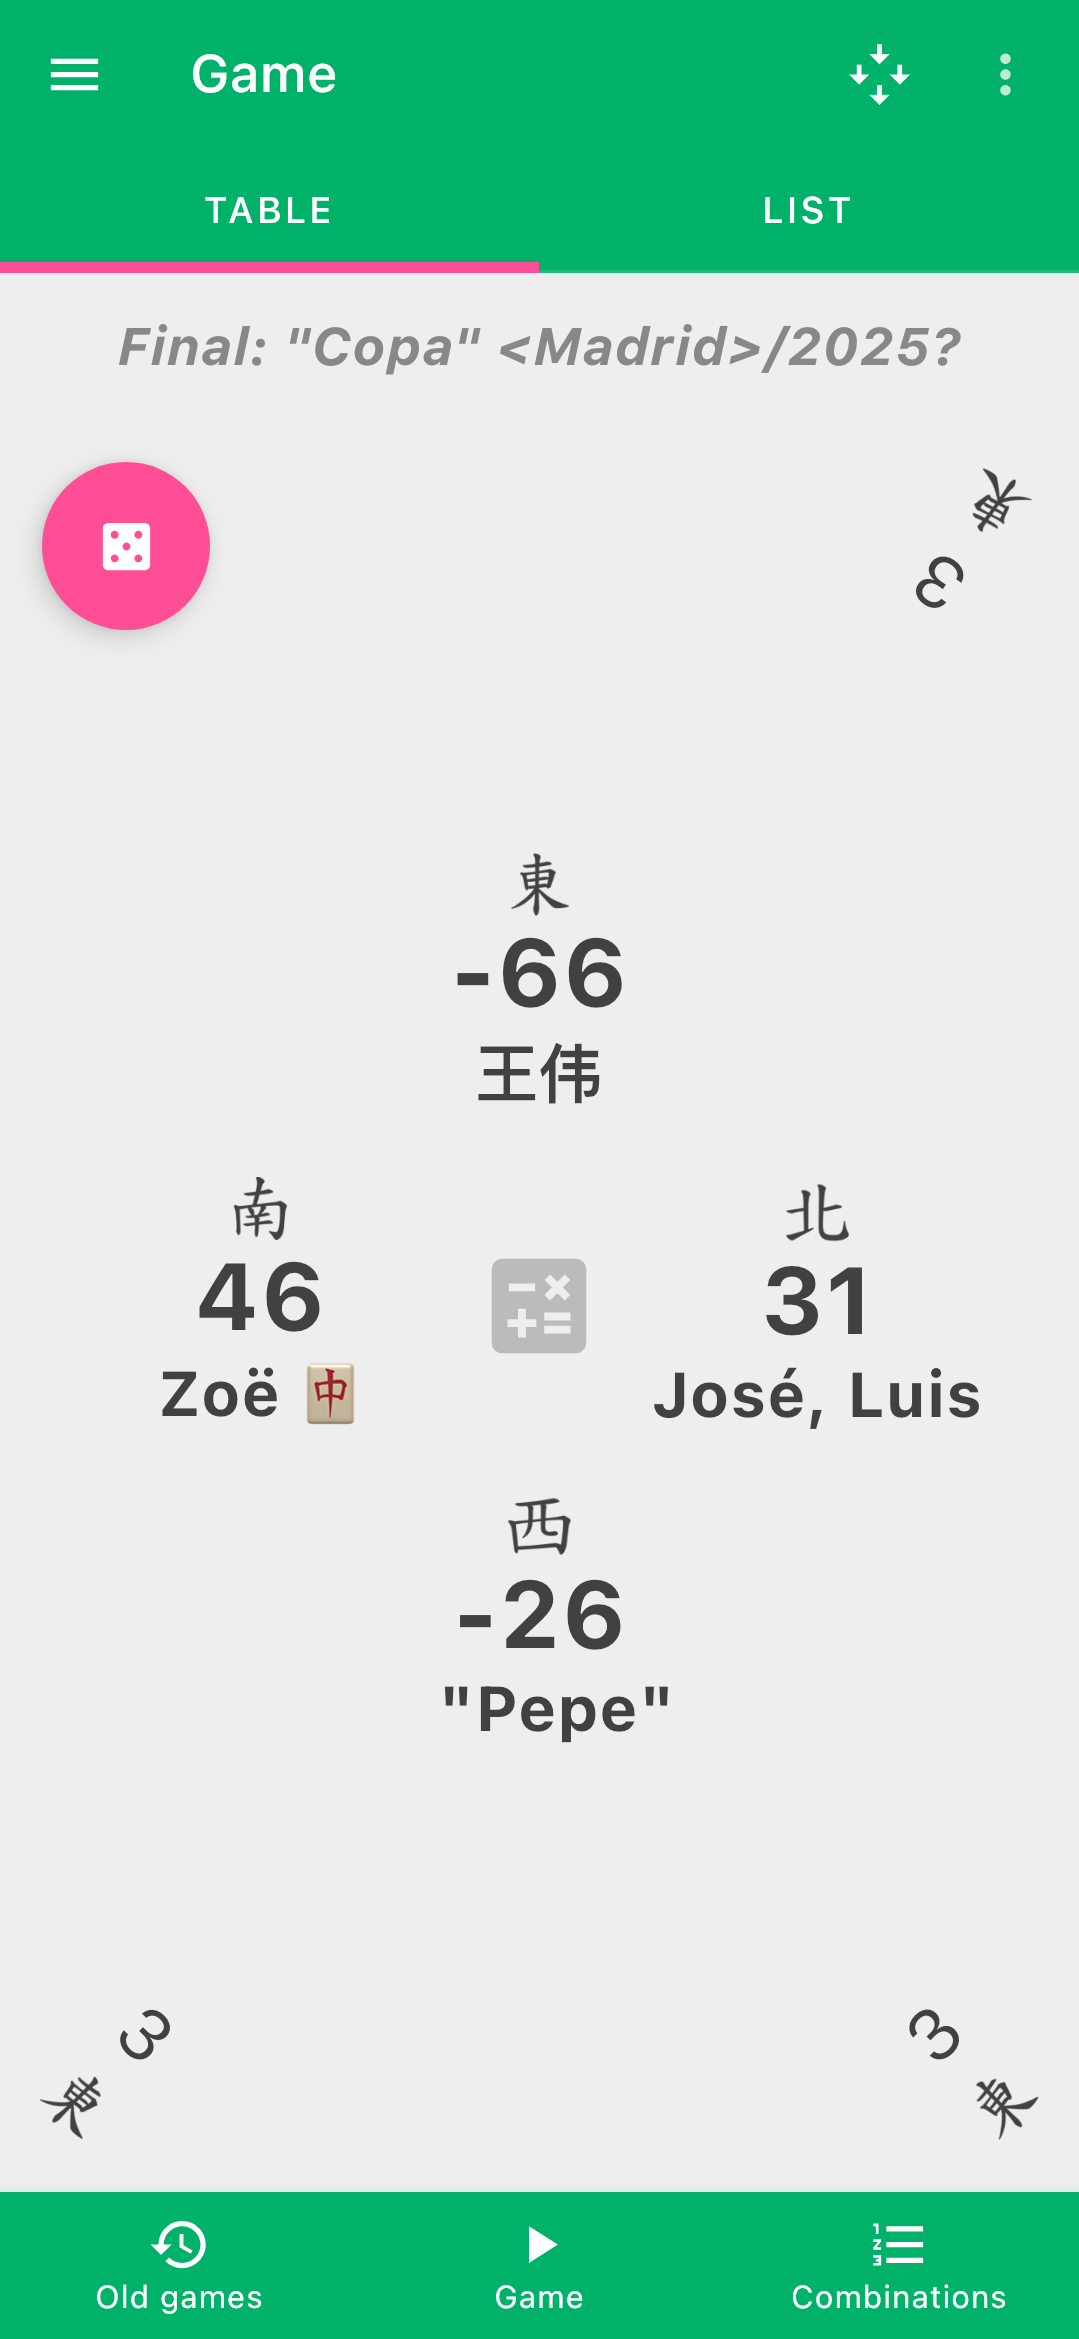 Game
TABLE
LIST
Final: "Copa" <Madrid>/2025?
東
3
東
-66
王伟
南
46
Zoë 🀄
北
31
José, Luis
西
-26
"Pepe"
3
東
3
東
Old games
Game
Combinations